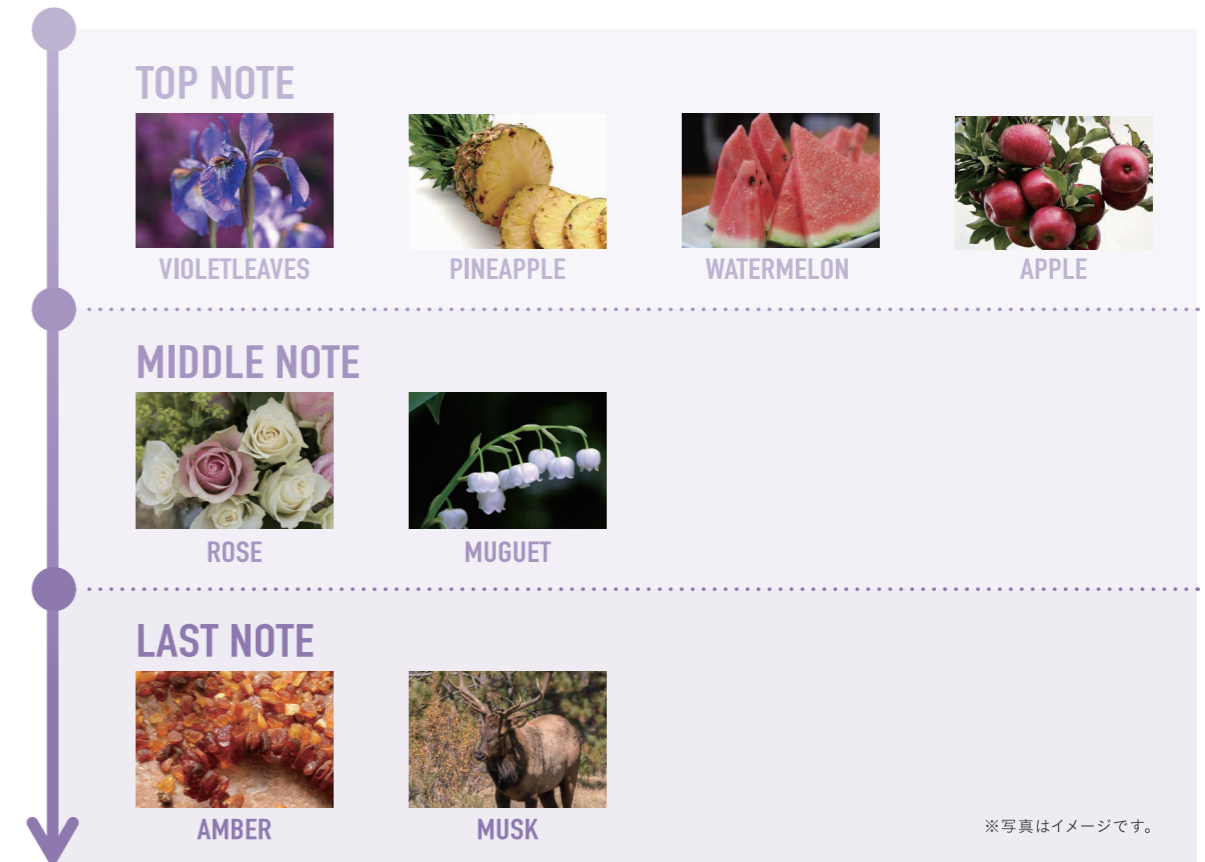 TOP NOTE
VIOLETLEAVES
PINEAPPLE
WATERMELON
APPLE
MIDDLE NOTE
ROSE
MUGUET
LAST NOTE
AMBER
MUSK
※写真はイメージです。